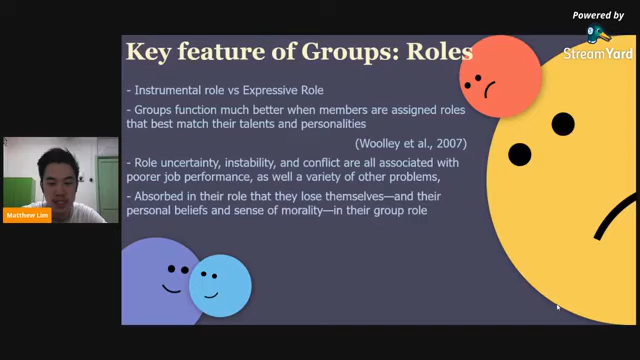 Powered by
StreamYard
Key feature of Groups: Roles
- Instrumental role vs Expressive Role
- Groups function much better when members are assigned roles
that best match their talents and personalities
(Woolley et al., 2007)
- Role uncertainty, instability, and conflict are all associated with
poorer job performance, as well a variety of other problems,
- Absorbed in their role that they lose themselves—and their
personal beliefs and sense of morality—in their group role
Matthew Lim